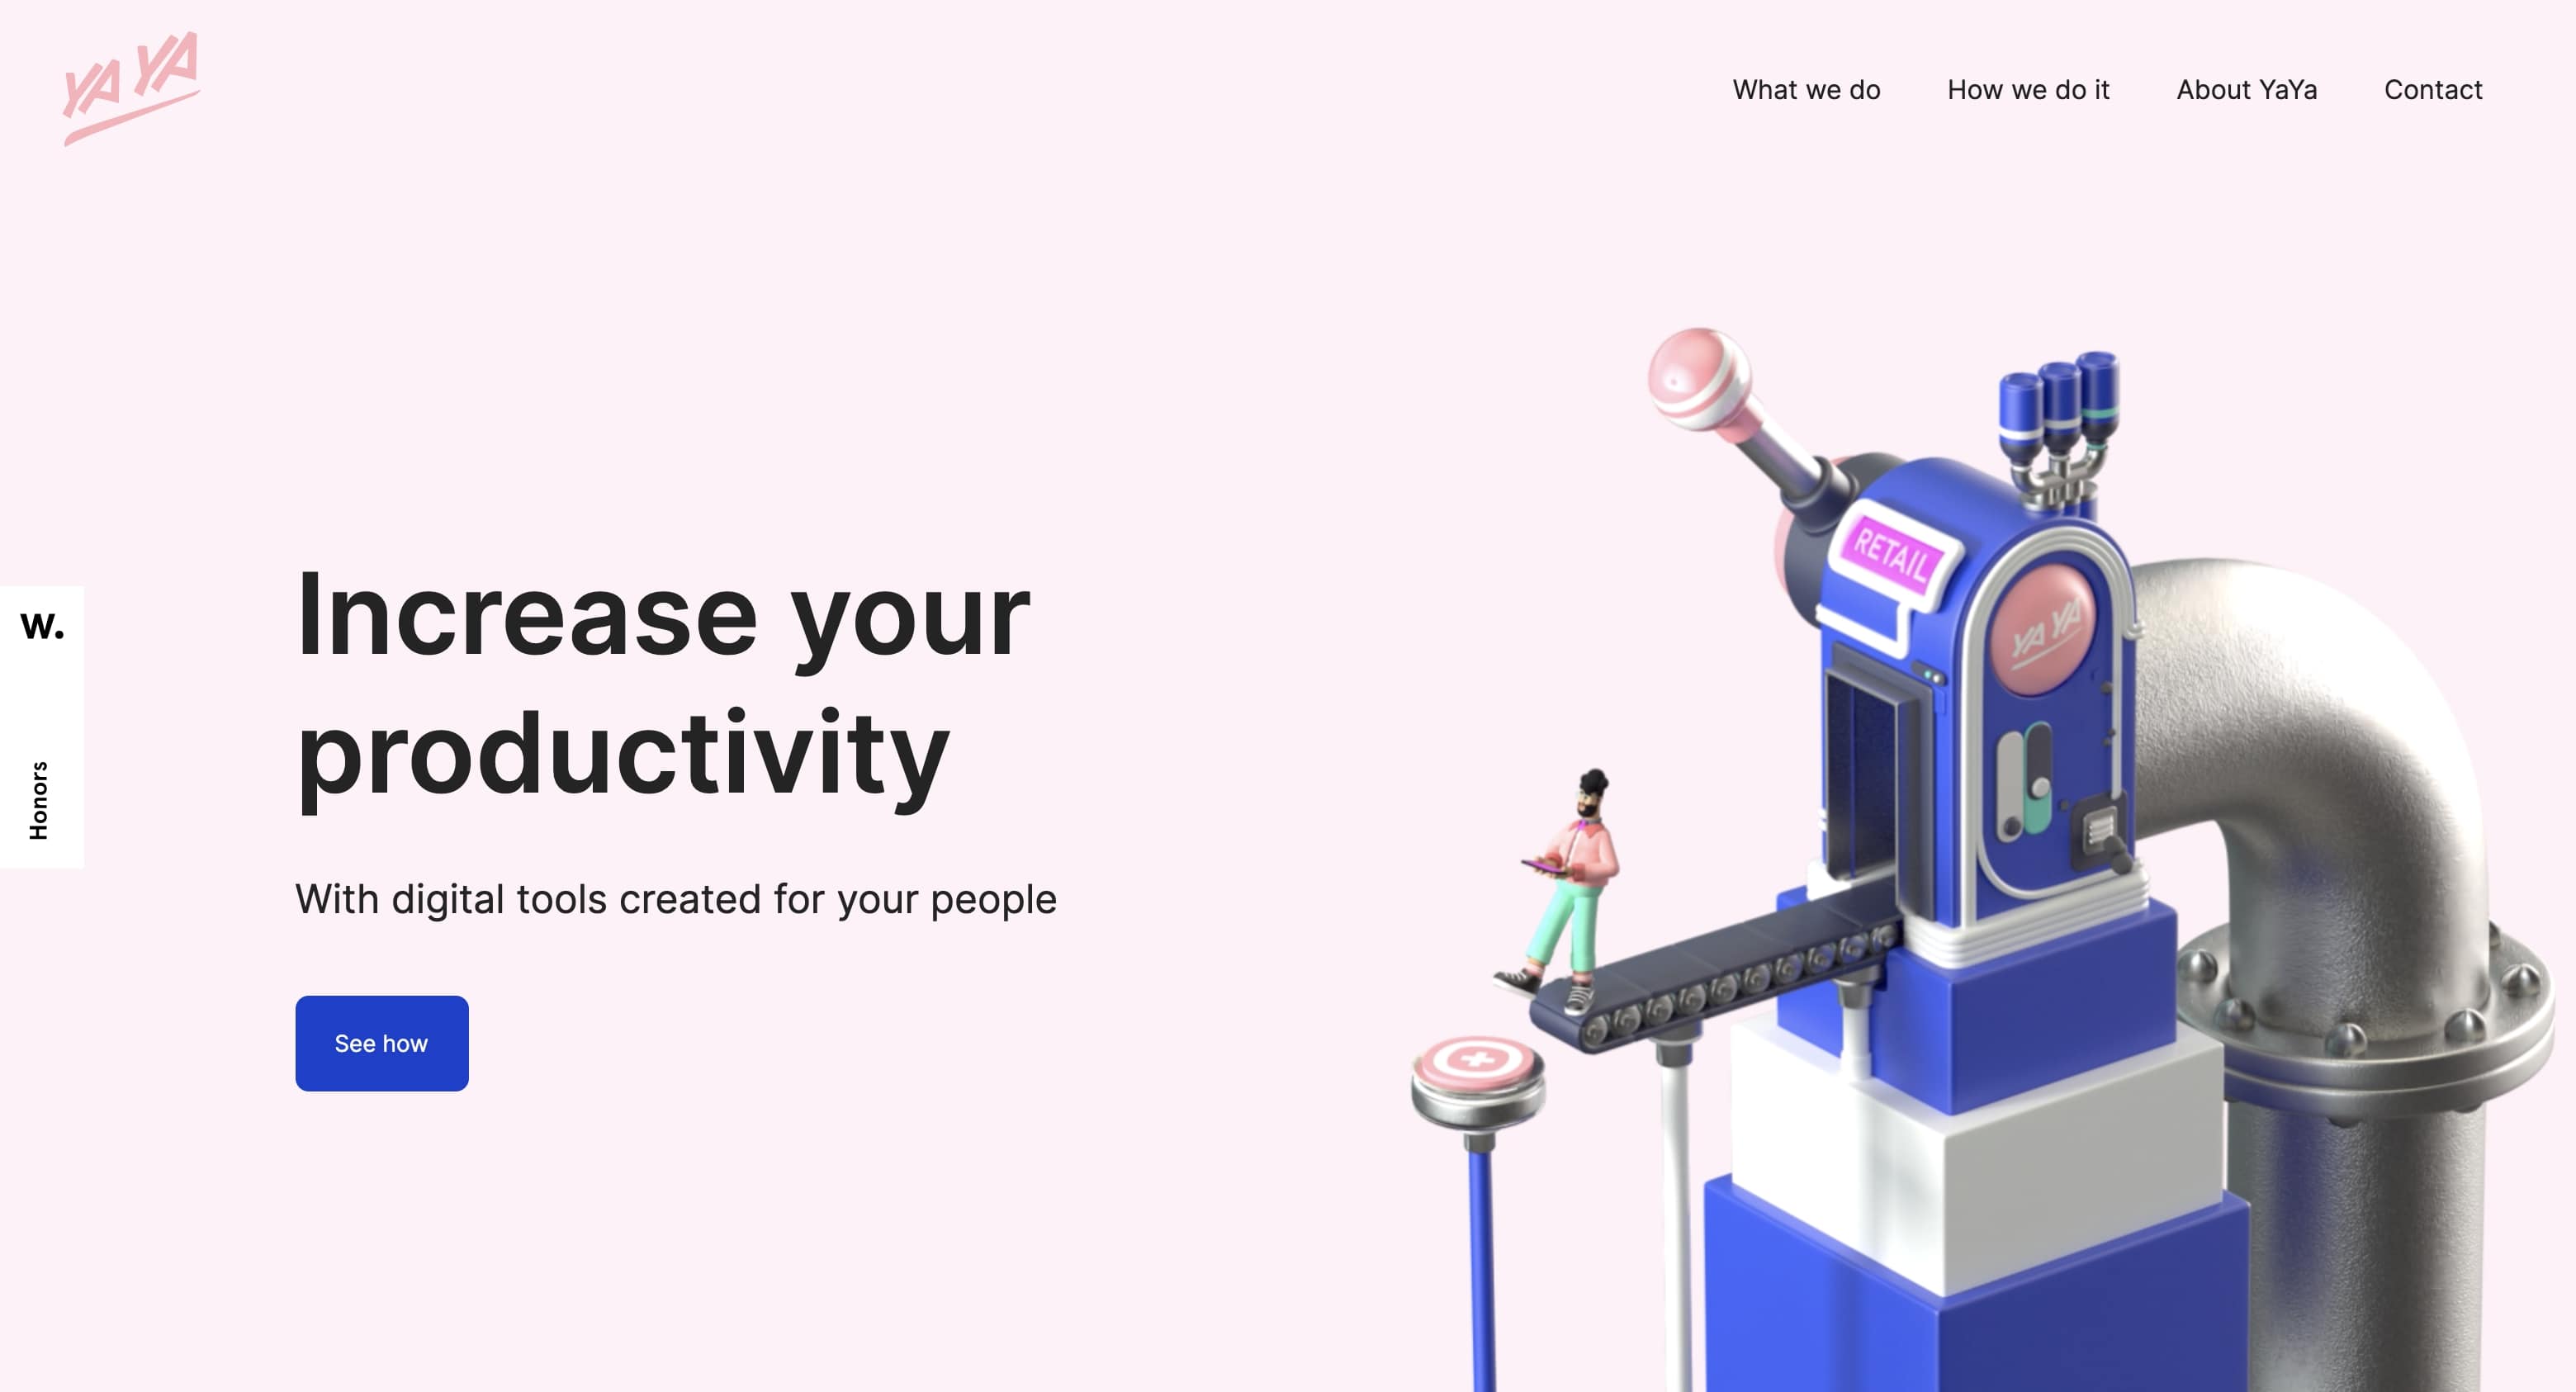 YA YA
What we do
How we do it
About YaYa
Contact
RETAIL
YA YA
W.
Honors
Increase your
productivity
With digital tools created for your people
See how